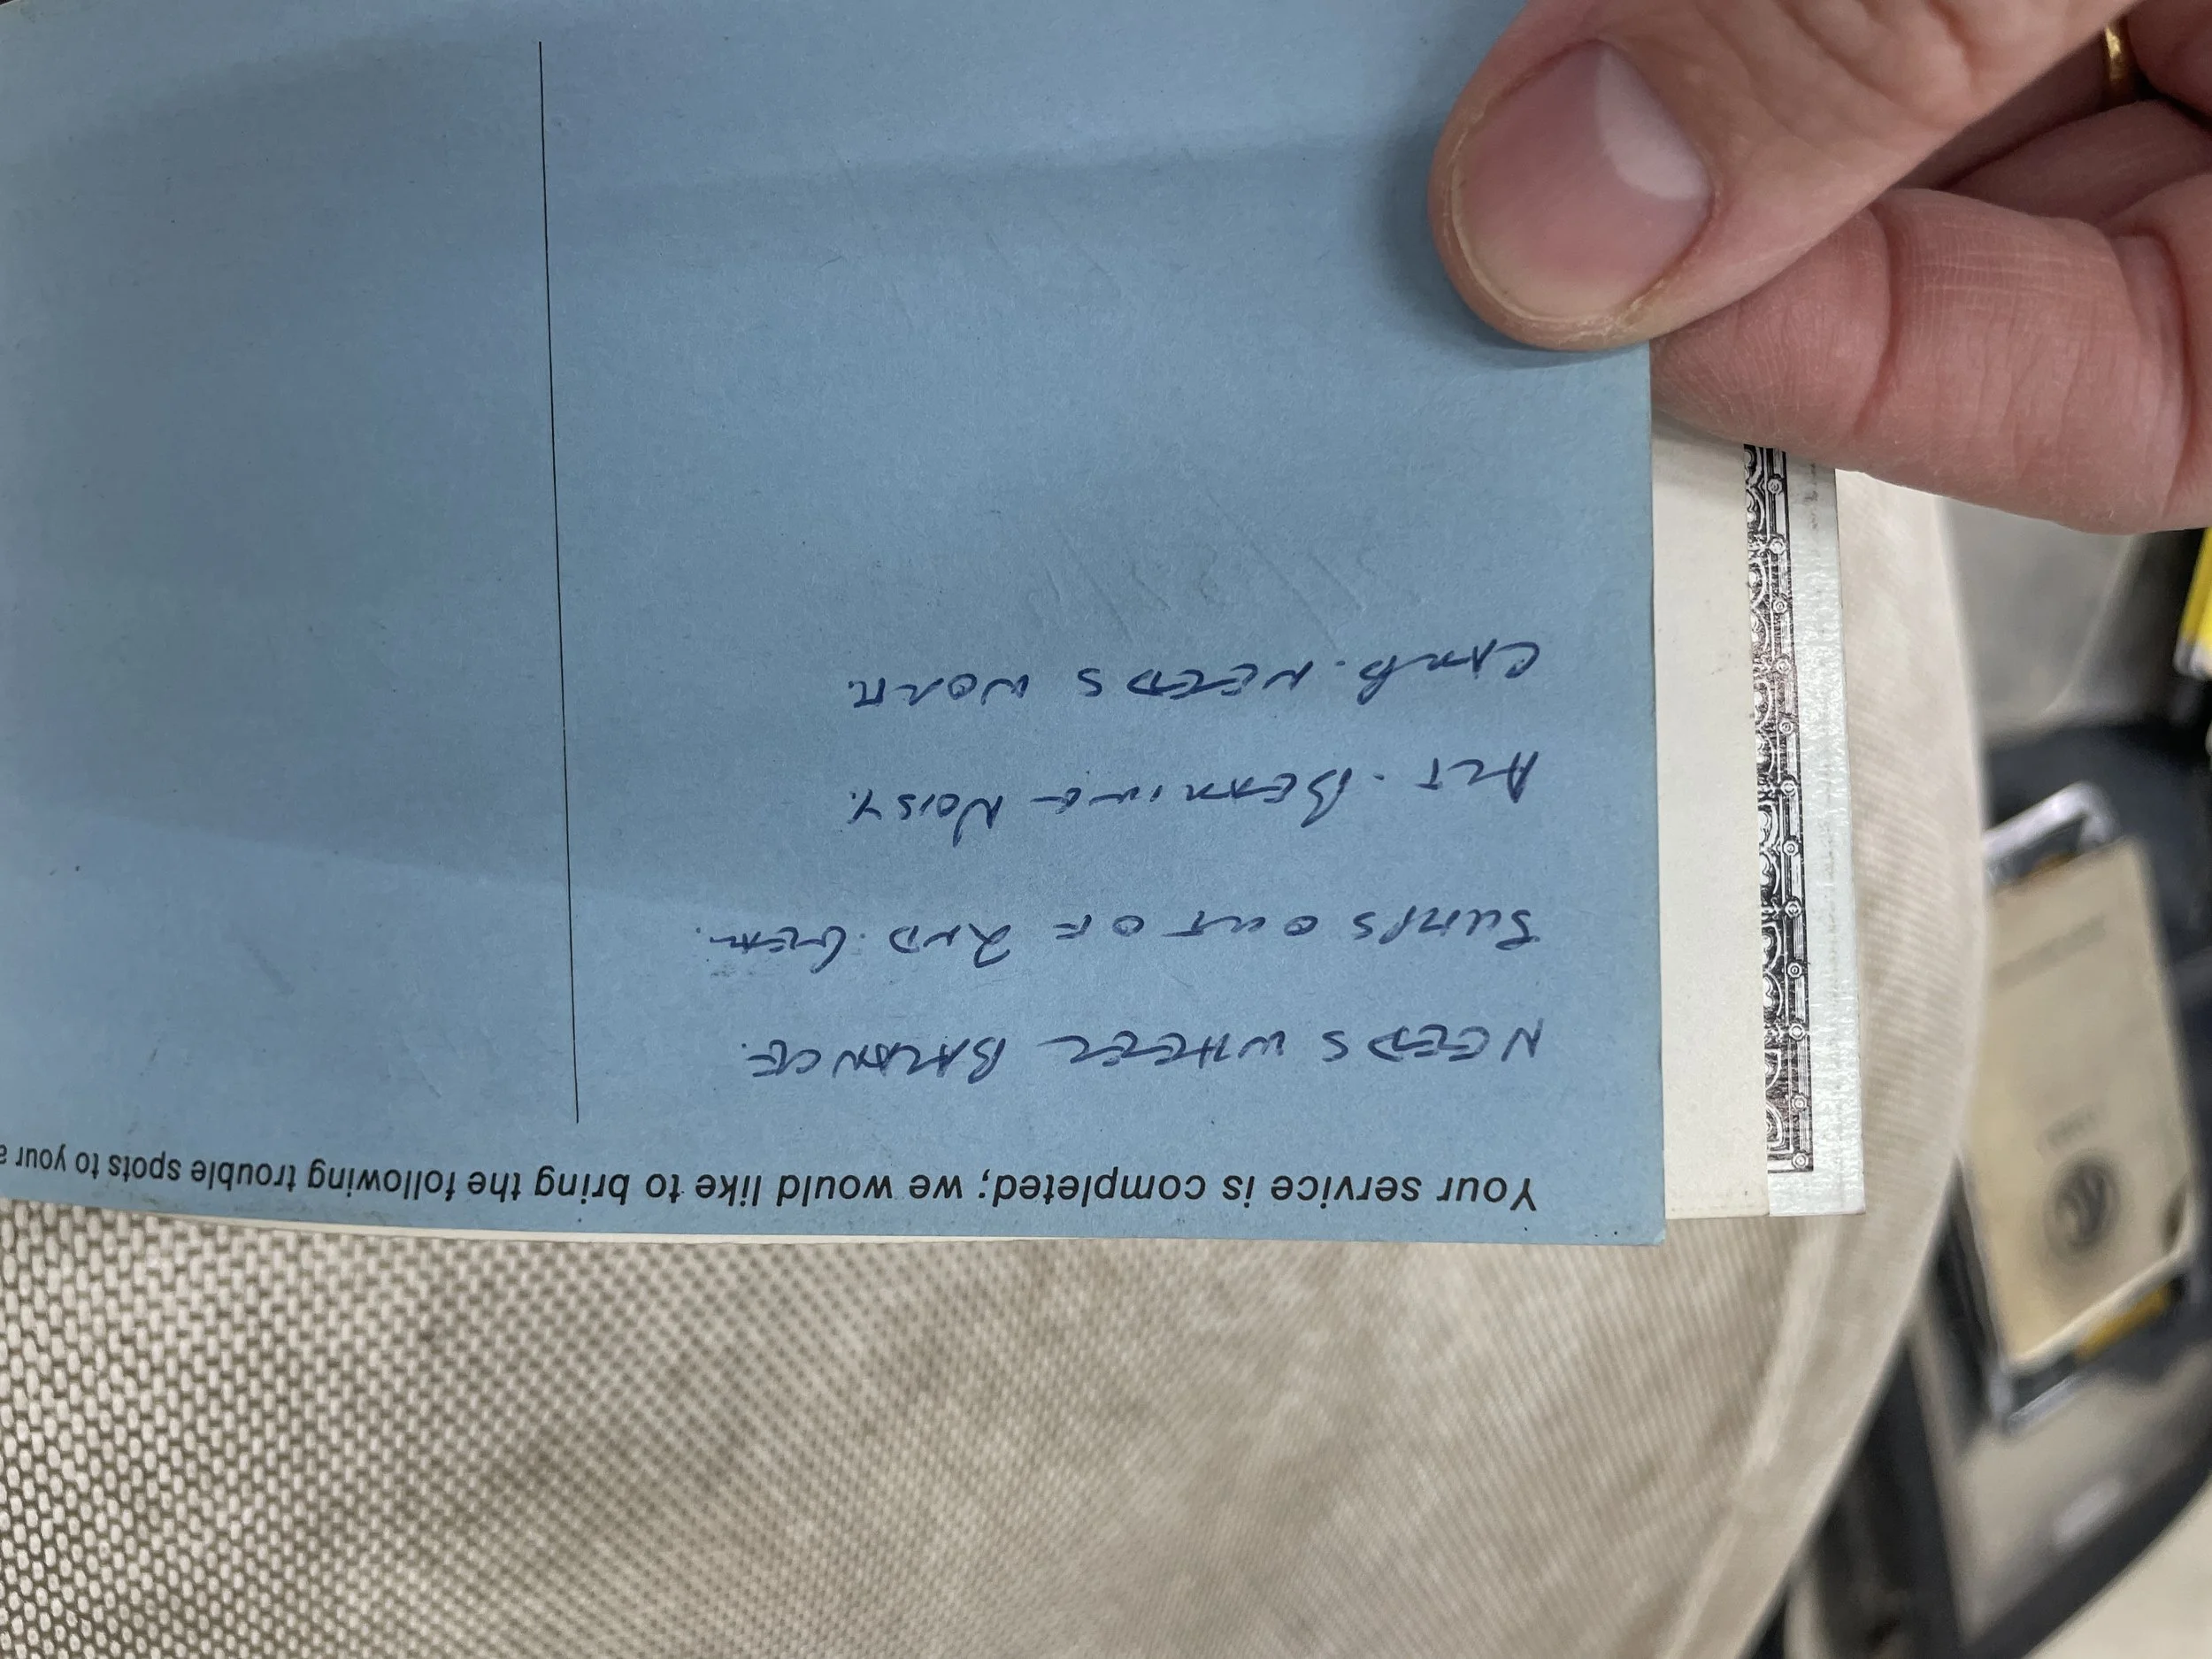 Your service is completed; we would like to bring the following trouble spots to your
NEEDS WHEEL BALANCE.
JUMPS OUT OF 2ND. GEAR.
ALT. BEARING NOISY.
CARB. NEEDS WORK